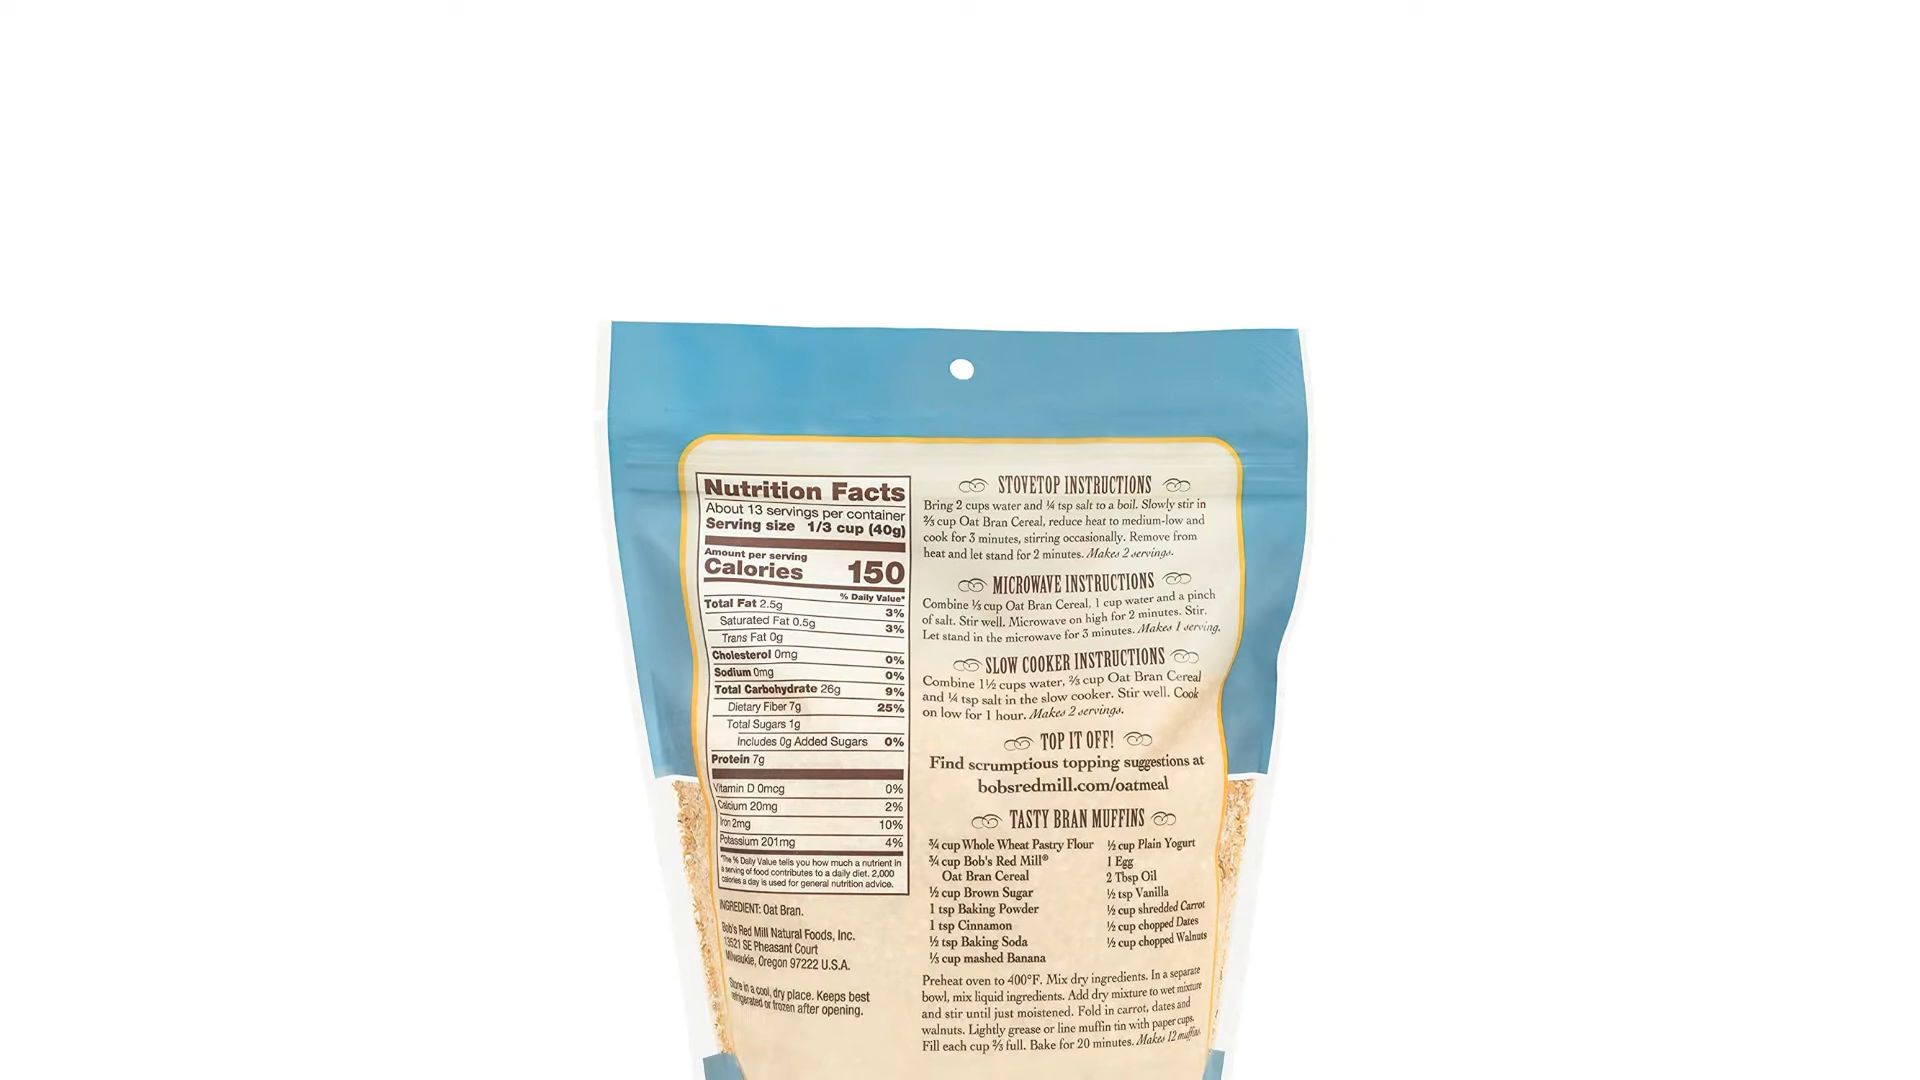 Nutrition Facts
About 13 servings per container
Serving size 1/3 cup (40g)
Amount per serving
Calories 150
% Daily Value*
Total Fat 2.5g 3%
Saturated Fat 0.5g 3%
Trans Fat 0g
Cholesterol 0mg 0%
Sodium 0mg 0%
Total Carbohydrate 26g 9%
Dietary Fiber 7g 25%
Total Sugars 1g
Includes 0g Added Sugars 0%
Protein 7g
Vitamin D 0mcg 0%
Calcium 20mg 2%
Iron 2mg 10%
Potassium 201mg 4%
*The % Daily Value tells you how much a nutrient in
a serving of food contributes to a daily diet. 2,000
calories a day is used for general nutrition advice.
INGREDIENT: Oat Bran.
Bob's Red Mill Natural Foods, Inc.
13521 SE Pheasant Court
Milwaukie, Oregon 97222 U.S.A.
Store in a cool, dry place. Keeps best
refrigerated or frozen after opening.
STOVETOP INSTRUCTIONS
Bring 2 cups water and ¼ tsp salt to a boil. Slowly stir in
⅔ cup Oat Bran Cereal, reduce heat to medium-low and
cook for 3 minutes, stirring occasionally. Remove from
heat and let stand for 2 minutes. Makes 2 servings.
MICROWAVE INSTRUCTIONS
Combine ⅓ cup Oat Bran Cereal, 1 cup water and a pinch
of salt. Stir well. Microwave on high for 2 minutes. Stir.
Let stand in the microwave for 3 minutes. Makes 1 serving.
SLOW COOKER INSTRUCTIONS
Combine 1½ cups water, ⅔ cup Oat Bran Cereal
and ¼ tsp salt in the slow cooker. Stir well. Cook
on low for 1 hour. Makes 2 servings.
TOP IT OFF!
Find scrumptious topping suggestions at
bobsredmill.com/oatmeal
TASTY BRAN MUFFINS
¾ cup Whole Wheat Pastry Flour
¾ cup Bob's Red Mill®
Oat Bran Cereal
½ cup Brown Sugar
1 tsp Baking Powder
1 tsp Cinnamon
½ tsp Baking Soda
⅓ cup mashed Banana
½ cup Plain Yogurt
1 Egg
2 Tbsp Oil
½ tsp Vanilla
½ cup shredded Carrot
½ cup chopped Dates
½ cup chopped Walnuts
Preheat oven to 400°F. Mix dry ingredients. In a separate
bowl, mix liquid ingredients. Add dry mixture to wet mixture
and stir until just moistened. Fold in carrot, dates and
walnuts. Lightly grease or line muffin tin with paper cups.
Fill each cup ⅔ full. Bake for 20 minutes. Makes 12 muffins.